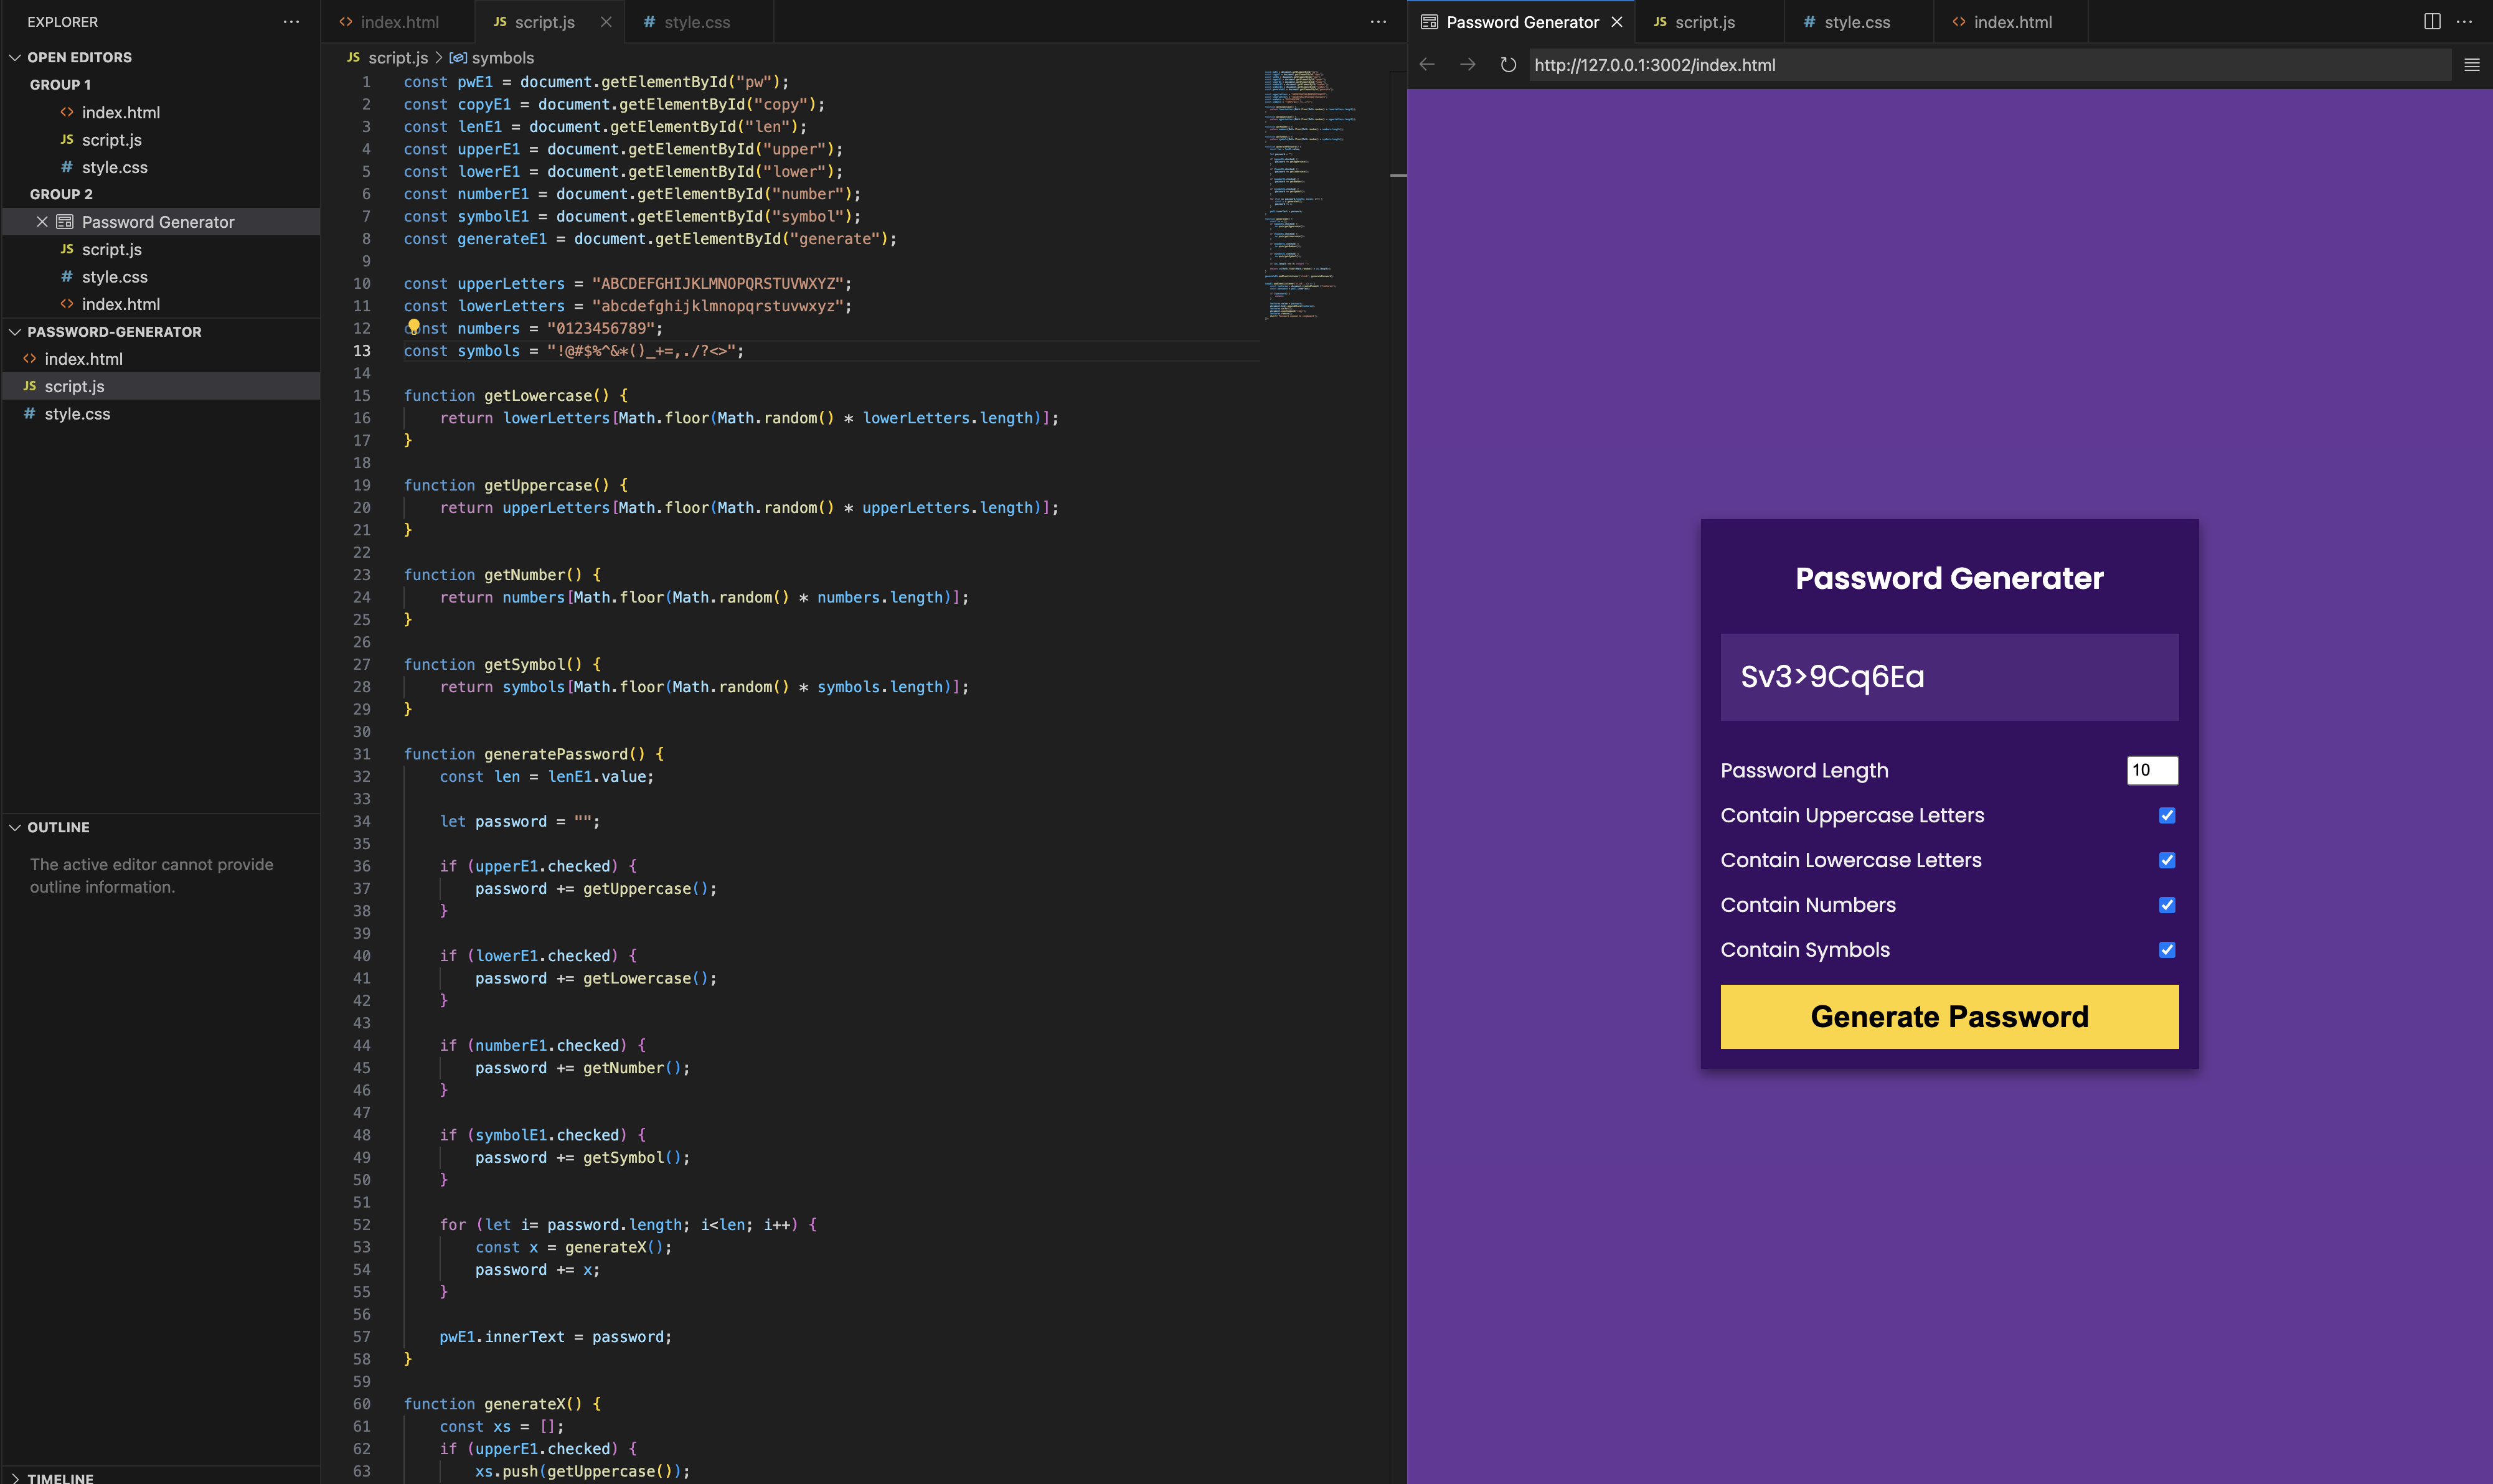 EXPLORER
OPEN EDITORS
GROUP 1
index.html
JS script.js
# style.css
GROUP 2
Password Generator
JS script.js
# style.css
index.html
PASSWORD-GENERATOR
index.html
JS script.js
# style.css
OUTLINE
The active editor cannot provide
outline information.
TIMELINE
index.html
JS script.js
# style.css
JS script.js > symbols
1 const pwE1 = document.getElementById("pw");
2 const copyE1 = document.getElementById("copy");
3 const lenE1 = document.getElementById("len");
4 const upperE1 = document.getElementById("upper");
5 const lowerE1 = document.getElementById("lower");
6 const numberE1 = document.getElementById("number");
7 const symbolE1 = document.getElementById("symbol");
8 const generateE1 = document.getElementById("generate");
9
10 const upperLetters = "ABCDEFGHIJKLMNOPQRSTUVWXYZ";
11 const lowerLetters = "abcdefghijklmnopqrstuvwxyz";
12 const numbers = "0123456789";
13 const symbols = "!@#$%^&*()_+=,./?<>";
14
15 function getLowercase() {
16 return lowerLetters[Math.floor(Math.random() * lowerLetters.length)];
17 }
18
19 function getUppercase() {
20 return upperLetters[Math.floor(Math.random() * upperLetters.length)];
21 }
22
23 function getNumber() {
24 return numbers[Math.floor(Math.random() * numbers.length)];
25 }
26
27 function getSymbol() {
28 return symbols[Math.floor(Math.random() * symbols.length)];
29 }
30
31 function generatePassword() {
32 const len = lenE1.value;
33
34 let password = "";
35
36 if (upperE1.checked) {
37 password += getUppercase();
38 }
39
40 if (lowerE1.checked) {
41 password += getLowercase();
42 }
43
44 if (numberE1.checked) {
45 password += getNumber();
46 }
47
48 if (symbolE1.checked) {
49 password += getSymbol();
50 }
51
52 for (let i= password.length; i<len; i++) {
53 const x = generateX();
54 password += x;
55 }
56
57 pwE1.innerText = password;
58 }
59
60 function generateX() {
61 const xs = [];
62 if (upperE1.checked) {
63 xs.push(getUppercase());
Password Generator
JS script.js
# style.css
index.html
http://127.0.0.1:3002/index.html
Password Generater
Sv3>9Cq6Ea
Password Length 10
Contain Uppercase Letters
Contain Lowercase Letters
Contain Numbers
Contain Symbols
Generate Password